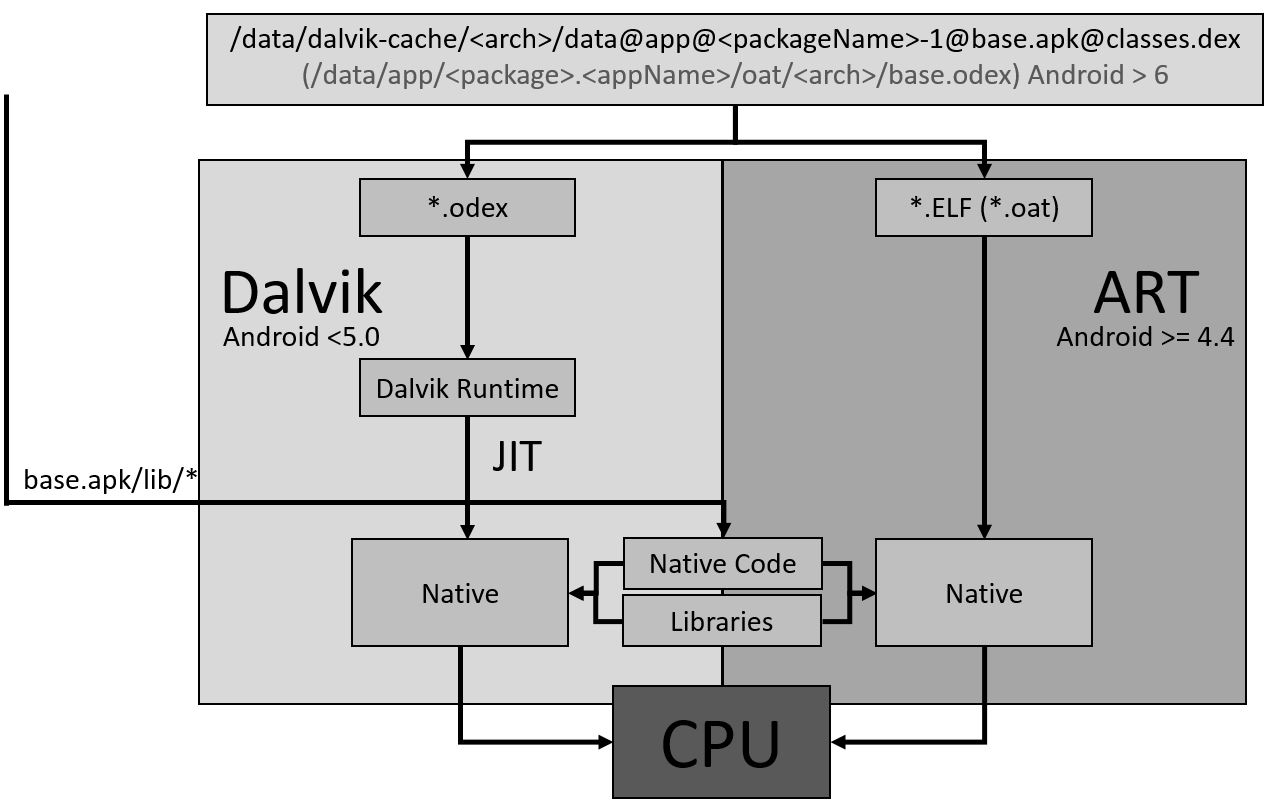 /data/dalvik-cache/<arch>/data@app@<packageName>-1@base.apk@classes.dex
(/data/app/<package>.<appName>/oat/<arch>/base.odex) Android > 6
*.odex
*.ELF (*.oat)
Dalvik
Android <5.0
ART
Android >= 4.4
Dalvik Runtime
JIT
base.apk/lib/*
Native Code
Native
Native
Libraries
CPU